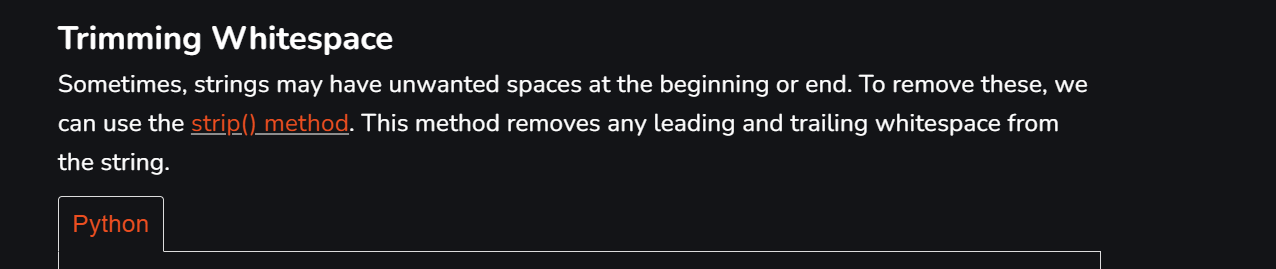 Trimming Whitespace
Sometimes, strings may have unwanted spaces at the beginning or end. To remove these, we
can use the strip() method. This method removes any leading and trailing whitespace from
the string.
Python